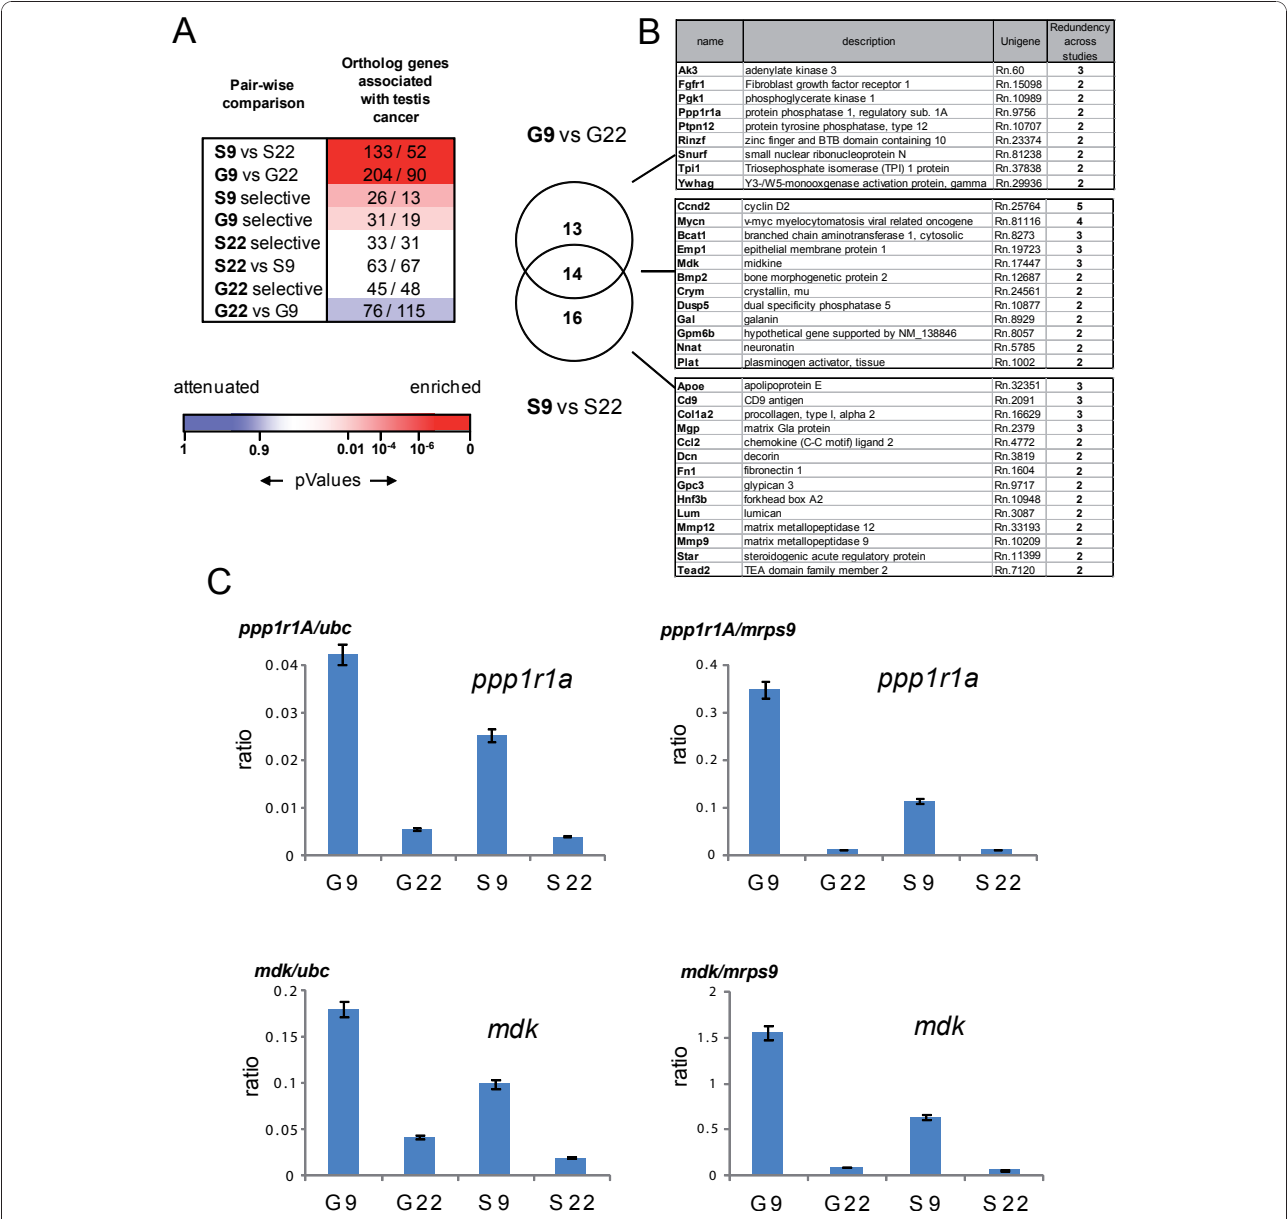 A
Pair-wise comparison
Ortholog genes associated with testis cancer
S9 vs S22 133 / 52
G9 vs G22 204 / 90
S9 selective 26 / 13
G9 selective 31 / 19
S22 selective 33 / 31
S22 vs S9 63 / 67
G22 selective 45 / 48
G22 vs G9 76 / 115
attenuated enriched
1 0.9 0.01 10-4 10-6 0
pValues
G9 vs G22
13
14
16
S9 vs S22
B
name description Unigene Redundency across studies
Ak3 adenylate kinase 3 Rn.60 3
Fgfr1 Fibroblast growth factor receptor 1 Rn.15098 2
Pgk1 phosphoglycerate kinase 1 Rn.10989 2
Ppp1r1a protein phosphatase 1, regulatory sub. 1A Rn.9756 2
Ptpn12 protein tyrosine phosphatase, type 12 Rn.10707 2
Rinzf zinc finger and BTB domain containing 10 Rn.23374 2
Snurf small nuclear ribonucleoprotein N Rn.81238 2
Tpi1 Triosephosphate isomerase (TPI) 1 protein Rn.37838 2
Ywhag Y3-/W5-monooxgenase activation protein, gamma Rn.29936 2
Ccnd2 cyclin D2 Rn.25764 5
Mycn v-myc myelocytomatosis viral related oncogene Rn.81116 4
Bcat1 branched chain aminotransferase 1, cytosolic Rn.8273 3
Emp1 epithelial membrane protein 1 Rn.19723 3
Mdk midkine Rn.17447 3
Bmp2 bone morphogenetic protein 2 Rn.12687 2
Crym crystallin, mu Rn.24561 2
Dusp5 dual specificity phosphatase 5 Rn.10877 2
Gal galanin Rn.8929 2
Gpm6b hypothetical gene supported by NM_138846 Rn.8057 2
Nnat neuronatin Rn.5785 2
Plat plasminogen activator, tissue Rn.1002 2
Apoe apolipoprotein E Rn.32351 3
Cd9 CD9 antigen Rn.2091 3
Col1a2 procollagen, type I, alpha 2 Rn.16629 3
Mgp matrix Gla protein Rn.2379 3
Ccl2 chemokine (C-C motif) ligand 2 Rn.4772 2
Dcn decorin Rn.3819 2
Fn1 fibronectin 1 Rn.1604 2
Gpc3 glypican 3 Rn.9717 2
Hnf3b forkhead box A2 Rn.10948 2
Lum lumican Rn.3087 2
Mmp12 matrix metallopeptidase 12 Rn.33193 2
Mmp9 matrix metallopeptidase 9 Rn.10209 2
Star steroidogenic acute regulatory protein Rn.11399 2
Tead2 TEA domain family member 2 Rn.7120 2
C
ppp1r1A/ubc
ppp1r1a
ratio
0.04
0.03
0.02
0.01
0
G9 G22 S9 S22
ppp1r1A/mrps9
ppp1r1a
ratio
0.4
0.3
0.2
0.1
0
G9 G22 S9 S22
mdk/ubc
mdk
ratio
0.2
0.15
0.1
0.05
0
G9 G22 S9 S22
mdk/mrps9
mdk
ratio
2
1.5
1
0.5
0
G9 G22 S9 S22